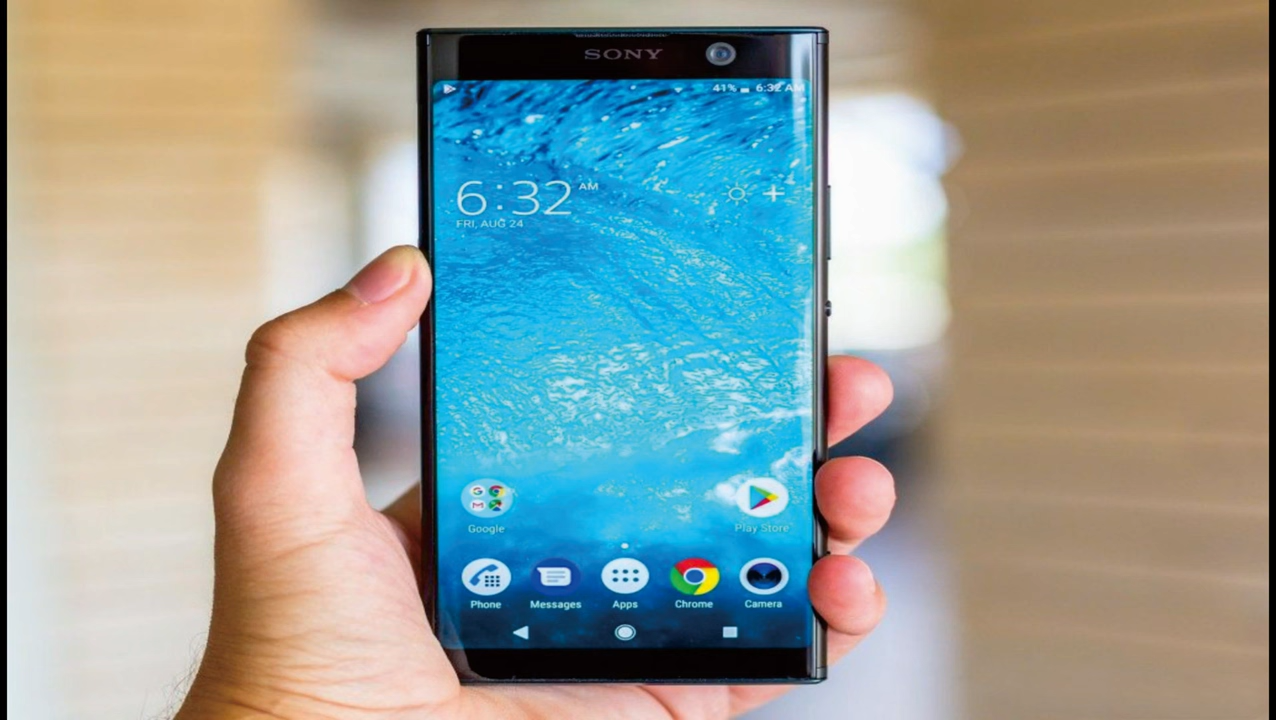 SONY
41% 6:32 AM
6:32 AM
FRI, AUG 24
Google
Play Store
Phone
Messages
Apps
Chrome
Camera